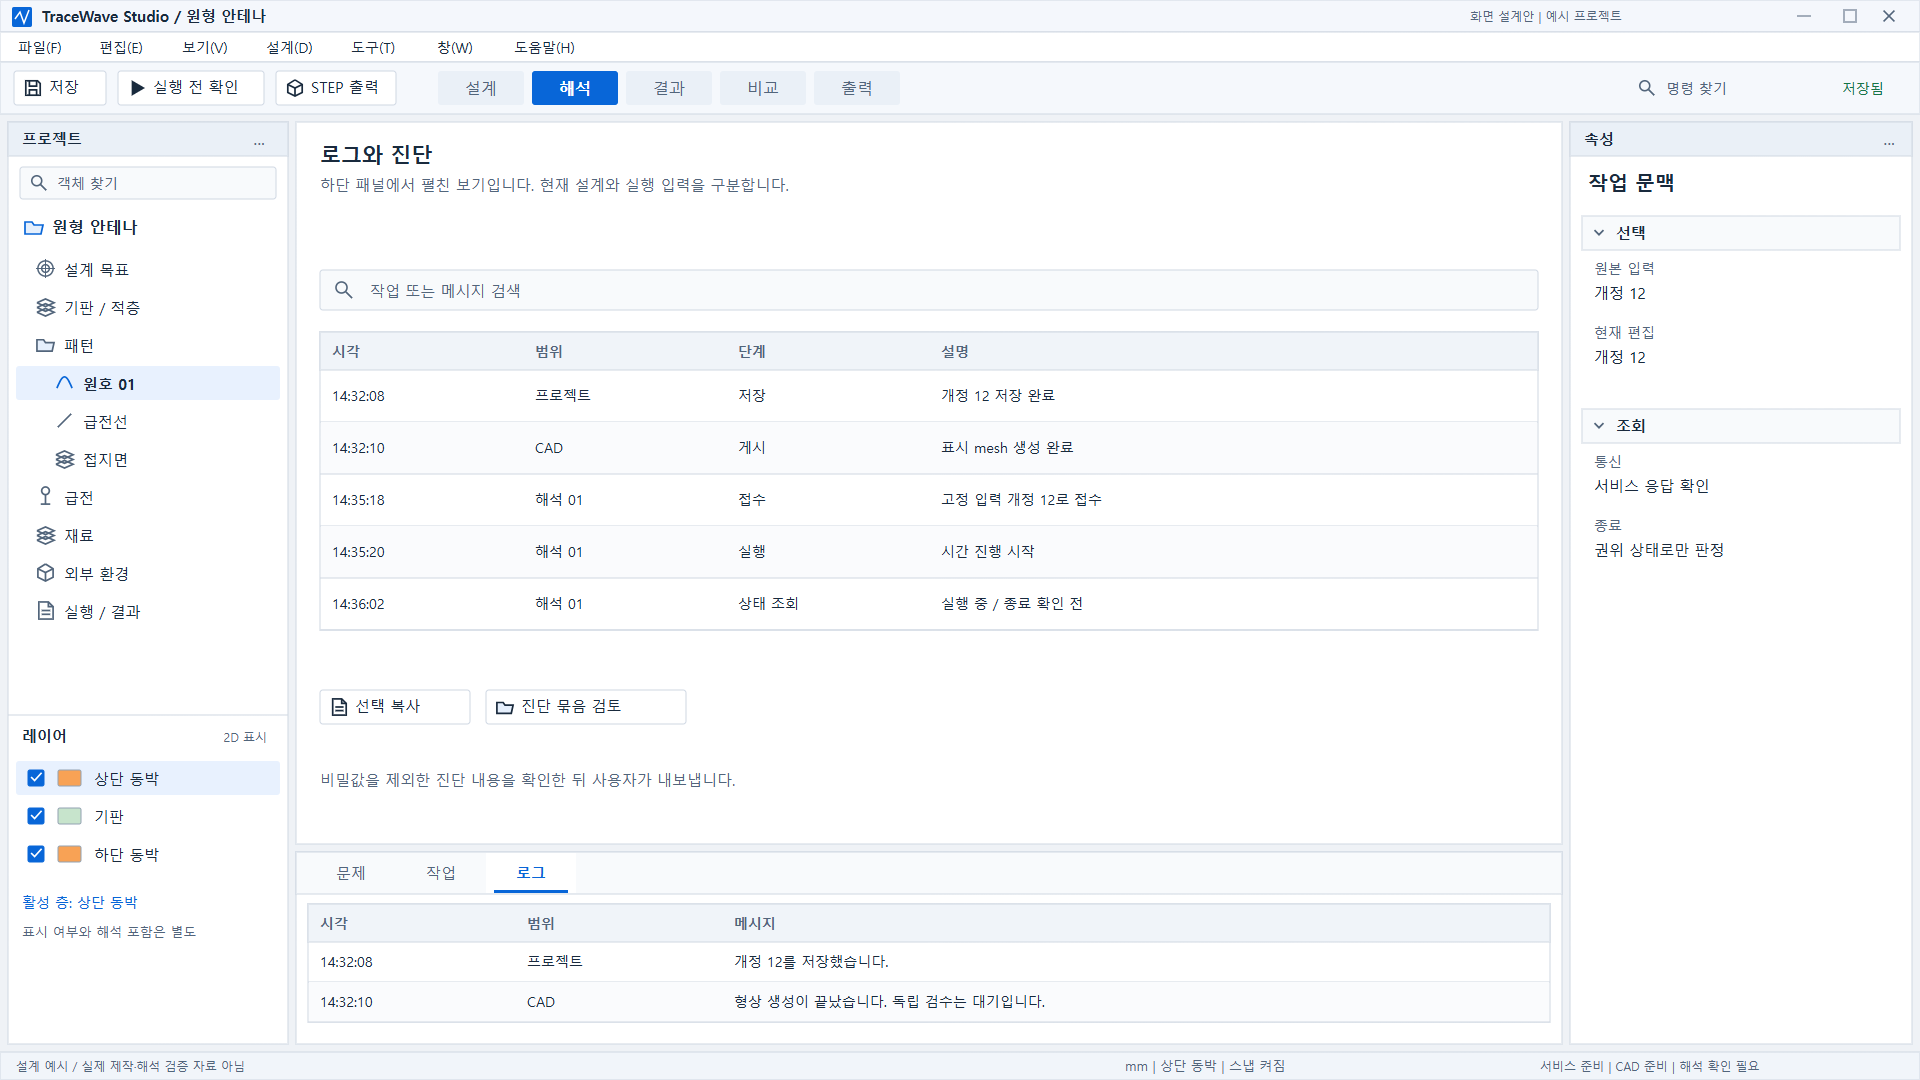 TraceWave Studio / 원형 안테나
화면 설계안 | 예시 프로젝트
파일(F) 편집(E) 보기(V) 설계(D) 도구(T) 창(W) 도움말(H)
저장 실행 전 확인 STEP 출력 설계 해석 결과 비교 출력 명령 찾기 저장됨
프로젝트 ...
객체 찾기
원형 안테나
설계 목표
기판 / 적층
패턴
원호 01
급전선
접지면
급전
재료
외부 환경
실행 / 결과
레이어 2D 표시
상단 동박
기판
하단 동박
활성 층: 상단 동박
표시 여부와 해석 포함은 별도
로그와 진단
하단 패널에서 펼친 보기입니다. 현재 설계와 실행 입력을 구분합니다.
작업 또는 메시지 검색
시각 범위 단계 설명
14:32:08 프로젝트 저장 개정 12 저장 완료
14:32:10 CAD 게시 표시 mesh 생성 완료
14:35:18 해석 01 접수 고정 입력 개정 12로 접수
14:35:20 해석 01 실행 시간 진행 시작
14:36:02 해석 01 상태 조회 실행 중 / 종료 확인 전
선택 복사 진단 묶음 검토
비밀값을 제외한 진단 내용을 확인한 뒤 사용자가 내보냅니다.
문제 작업 로그
시각 범위 메시지
14:32:08 프로젝트 개정 12를 저장했습니다.
14:32:10 CAD 형상 생성이 끝났습니다. 독립 검수는 대기입니다.
속성 ...
작업 문맥
선택
원본 입력
개정 12
현재 편집
개정 12
조회
통신
서비스 응답 확인
종료
권위 상태로만 판정
설계 예시 / 실제 제작·해석 검증 자료 아님
mm | 상단 동박 | 스냅 켜짐
서비스 준비 | CAD 준비 | 해석 확인 필요